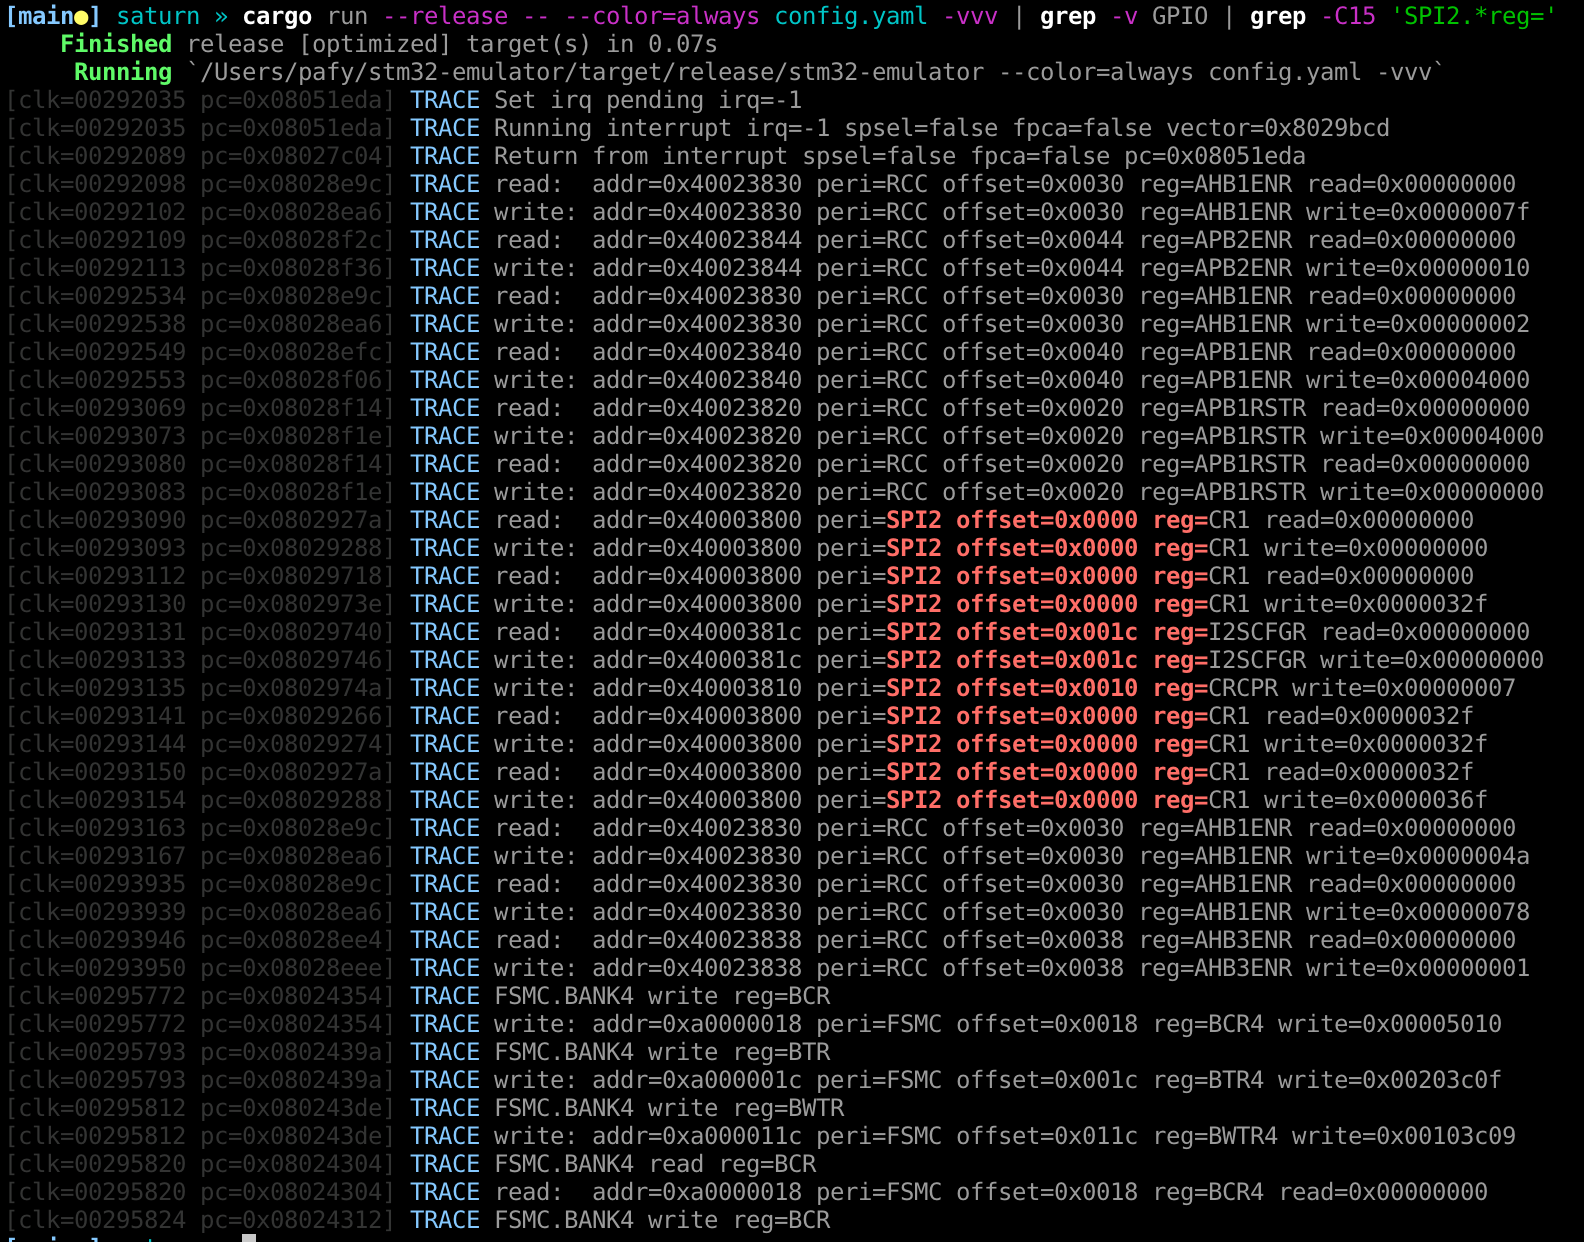 [main●] saturn » cargo run --release -- --color=always config.yaml -vvv | grep -v GPIO | grep -C15 'SPI2.*reg='
    Finished release [optimized] target(s) in 0.07s
     Running `/Users/pafy/stm32-emulator/target/release/stm32-emulator --color=always config.yaml -vvv`
[clk=00292035 pc=0x08051eda] TRACE Set irq pending irq=-1
[clk=00292035 pc=0x08051eda] TRACE Running interrupt irq=-1 spsel=false fpca=false vector=0x8029bcd
[clk=00292089 pc=0x08027c04] TRACE Return from interrupt spsel=false fpca=false pc=0x08051eda
[clk=00292098 pc=0x08028e9c] TRACE read:  addr=0x40023830 peri=RCC offset=0x0030 reg=AHB1ENR read=0x00000000
[clk=00292102 pc=0x08028ea6] TRACE write: addr=0x40023830 peri=RCC offset=0x0030 reg=AHB1ENR write=0x0000007f
[clk=00292109 pc=0x08028f2c] TRACE read:  addr=0x40023844 peri=RCC offset=0x0044 reg=APB2ENR read=0x00000000
[clk=00292113 pc=0x08028f36] TRACE write: addr=0x40023844 peri=RCC offset=0x0044 reg=APB2ENR write=0x00000010
[clk=00292534 pc=0x08028e9c] TRACE read:  addr=0x40023830 peri=RCC offset=0x0030 reg=AHB1ENR read=0x00000000
[clk=00292538 pc=0x08028ea6] TRACE write: addr=0x40023830 peri=RCC offset=0x0030 reg=AHB1ENR write=0x00000002
[clk=00292549 pc=0x08028efc] TRACE read:  addr=0x40023840 peri=RCC offset=0x0040 reg=APB1ENR read=0x00000000
[clk=00292553 pc=0x08028f06] TRACE write: addr=0x40023840 peri=RCC offset=0x0040 reg=APB1ENR write=0x00004000
[clk=00293069 pc=0x08028f14] TRACE read:  addr=0x40023820 peri=RCC offset=0x0020 reg=APB1RSTR read=0x00000000
[clk=00293073 pc=0x08028f1e] TRACE write: addr=0x40023820 peri=RCC offset=0x0020 reg=APB1RSTR write=0x00004000
[clk=00293080 pc=0x08028f14] TRACE read:  addr=0x40023820 peri=RCC offset=0x0020 reg=APB1RSTR read=0x00000000
[clk=00293083 pc=0x08028f1e] TRACE write: addr=0x40023820 peri=RCC offset=0x0020 reg=APB1RSTR write=0x00000000
[clk=00293090 pc=0x0802927a] TRACE read:  addr=0x40003800 peri=SPI2 offset=0x0000 reg=CR1 read=0x00000000
[clk=00293093 pc=0x08029288] TRACE write: addr=0x40003800 peri=SPI2 offset=0x0000 reg=CR1 write=0x00000000
[clk=00293112 pc=0x08029718] TRACE read:  addr=0x40003800 peri=SPI2 offset=0x0000 reg=CR1 read=0x00000000
[clk=00293130 pc=0x0802973e] TRACE write: addr=0x40003800 peri=SPI2 offset=0x0000 reg=CR1 write=0x0000032f
[clk=00293131 pc=0x08029740] TRACE read:  addr=0x4000381c peri=SPI2 offset=0x001c reg=I2SCFGR read=0x00000000
[clk=00293133 pc=0x08029746] TRACE write: addr=0x4000381c peri=SPI2 offset=0x001c reg=I2SCFGR write=0x00000000
[clk=00293135 pc=0x0802974a] TRACE write: addr=0x40003810 peri=SPI2 offset=0x0010 reg=CRCPR write=0x00000007
[clk=00293141 pc=0x08029266] TRACE read:  addr=0x40003800 peri=SPI2 offset=0x0000 reg=CR1 read=0x0000032f
[clk=00293144 pc=0x08029274] TRACE write: addr=0x40003800 peri=SPI2 offset=0x0000 reg=CR1 write=0x0000032f
[clk=00293150 pc=0x0802927a] TRACE read:  addr=0x40003800 peri=SPI2 offset=0x0000 reg=CR1 read=0x0000032f
[clk=00293154 pc=0x08029288] TRACE write: addr=0x40003800 peri=SPI2 offset=0x0000 reg=CR1 write=0x0000036f
[clk=00293163 pc=0x08028e9c] TRACE read:  addr=0x40023830 peri=RCC offset=0x0030 reg=AHB1ENR read=0x00000000
[clk=00293167 pc=0x08028ea6] TRACE write: addr=0x40023830 peri=RCC offset=0x0030 reg=AHB1ENR write=0x0000004a
[clk=00293935 pc=0x08028e9c] TRACE read:  addr=0x40023830 peri=RCC offset=0x0030 reg=AHB1ENR read=0x00000000
[clk=00293939 pc=0x08028ea6] TRACE write: addr=0x40023830 peri=RCC offset=0x0030 reg=AHB1ENR write=0x00000078
[clk=00293946 pc=0x08028ee4] TRACE read:  addr=0x40023838 peri=RCC offset=0x0038 reg=AHB3ENR read=0x00000000
[clk=00293950 pc=0x08028eee] TRACE write: addr=0x40023838 peri=RCC offset=0x0038 reg=AHB3ENR write=0x00000001
[clk=00295772 pc=0x08024354] TRACE FSMC.BANK4 write reg=BCR
[clk=00295772 pc=0x08024354] TRACE write: addr=0xa0000018 peri=FSMC offset=0x0018 reg=BCR4 write=0x00005010
[clk=00295793 pc=0x0802439a] TRACE FSMC.BANK4 write reg=BTR
[clk=00295793 pc=0x0802439a] TRACE write: addr=0xa000001c peri=FSMC offset=0x001c reg=BTR4 write=0x00203c0f
[clk=00295812 pc=0x080243de] TRACE FSMC.BANK4 write reg=BWTR
[clk=00295812 pc=0x080243de] TRACE write: addr=0xa000011c peri=FSMC offset=0x011c reg=BWTR4 write=0x00103c09
[clk=00295820 pc=0x08024304] TRACE FSMC.BANK4 read reg=BCR
[clk=00295820 pc=0x08024304] TRACE read:  addr=0xa0000018 peri=FSMC offset=0x0018 reg=BCR4 read=0x00000000
[clk=00295824 pc=0x08024312] TRACE FSMC.BANK4 write reg=BCR